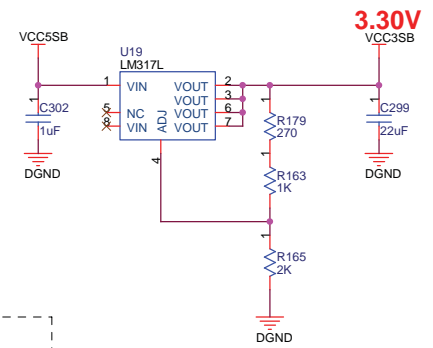 3.30V
VCC5SB
VCC3SB
U19
LM317L
1
VIN
VOUT
2
VOUT
3
5
NC
VOUT
6
8
VIN
VOUT
7
ADJ
4
1
C302
1uF
DGND
1
R179
270
1
R163
1K
1
R165
2K
DGND
1
C299
22uF
DGND